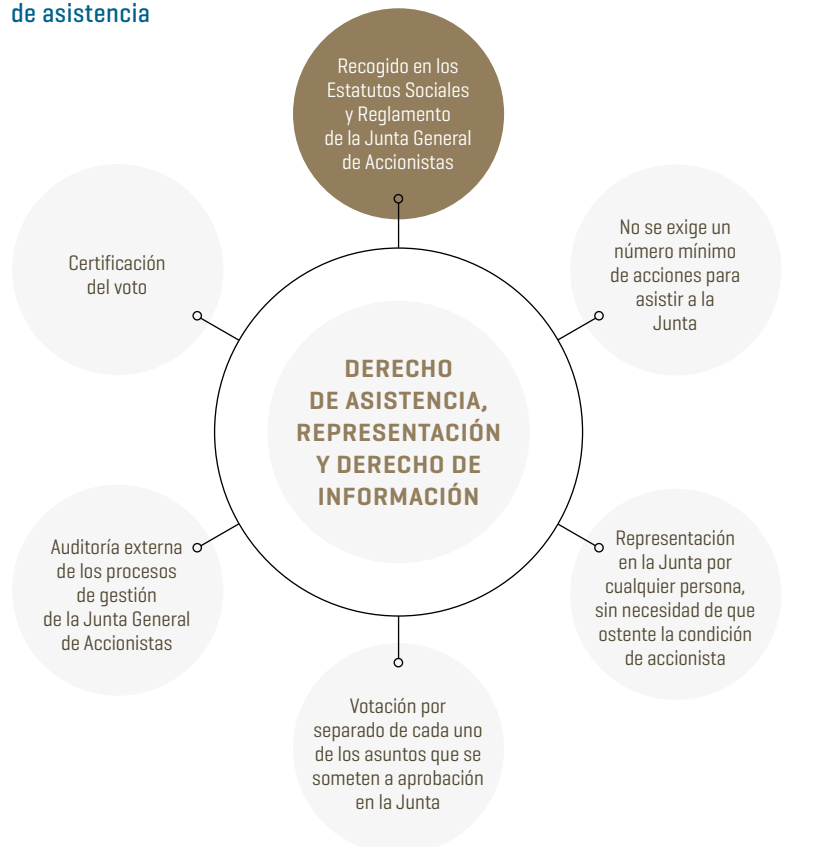 de asistencia
Recogido en los
Estatutos Sociales
y Reglamento
de la Junta General
de Accionistas
No se exige un
número mínimo
de acciones para
asistir a la
Junta
Certificación
del voto
DERECHO
DE ASISTENCIA,
REPRESENTACIÓN
Y DERECHO DE
INFORMACIÓN
Representación
en la Junta por
cualquier persona,
sin necesidad de que
ostente la condición
de accionista
Auditoría externa
de los procesos
de gestión
de la Junta General
de Accionistas
Votación por
separado de cada uno
de los asuntos que se
someten a aprobación
en la Junta